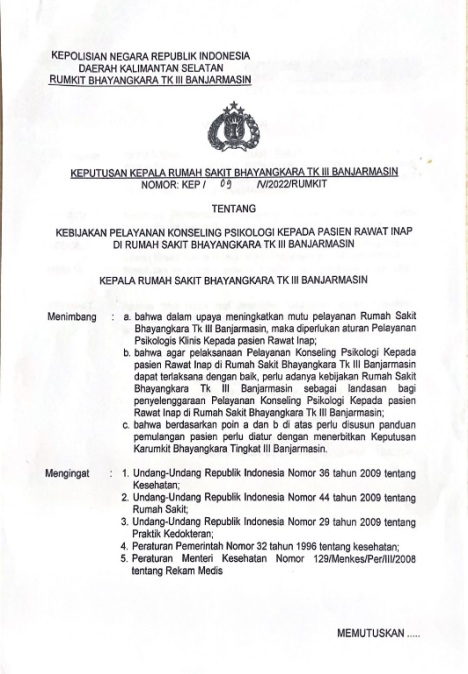 KEPOLISIAN NEGARA REPUBLIK INDONESIA
DAERAH KALIMANTAN SELATAN
RUMKIT BHAYANGKARA TK III BANJARMASIN
KEPUTUSAN KEPALA RUMAH SAKIT BHAYANGKARA TK III BANJARMASIN
NOMOR: KEP / 09 /V/2022/RUMKIT
TENTANG
KEBIJAKAN PELAYANAN KONSELING PSIKOLOGI KEPADA PASIEN RAWAT INAP
DI RUMAH SAKIT BHAYANGKARA TK III BANJARMASIN
KEPALA RUMAH SAKIT BHAYANGKARA TK III BANJARMASIN
Menimbang : a. bahwa dalam upaya meningkatkan mutu pelayanan Rumah Sakit
Bhayangkara Tk III Banjarmasin, maka diperlukan aturan Pelayanan
Psikologis Klinis Kepada pasien Rawat Inap;
b. bahwa agar pelaksanaan Pelayanan Konseling Psikologi Kepada
pasien Rawat Inap di Rumah Sakit Bhayangkara Tk III Banjarmasin
dapat terlaksana dengan baik, perlu adanya kebijakan Rumah Sakit
Bhayangkara Tk III Banjarmasin sebagai landasan bagi
penyelenggaraan Pelayanan Konseling Psikologi Kepada pasien
Rawat Inap di Rumah Sakit Bhayangkara Tk III Banjarmasin;
c. bahwa berdasarkan poin a dan b di atas perlu disusun panduan
pemulangan pasien perlu diatur dengan menerbitkan Keputusan
Karumkit Bhayangkara Tingkat III Banjarmasin.
Mengingat : 1. Undang-Undang Republik Indonesia Nomor 36 tahun 2009 tentang
Kesehatan;
2. Undang-Undang Republik Indonesia Nomor 44 tahun 2009 tentang
Rumah Sakit;
3. Undang-Undang Republik Indonesia Nomor 29 tahun 2009 tentang
Praktik Kedokteran;
4. Peraturan Pemerintah Nomor 32 tahun 1996 tentang kesehatan;
5. Peraturan Menteri Kesehatan Nomor 129/Menkes/Per/III/2008
tentang Rekam Medis
MEMUTUSKAN .....